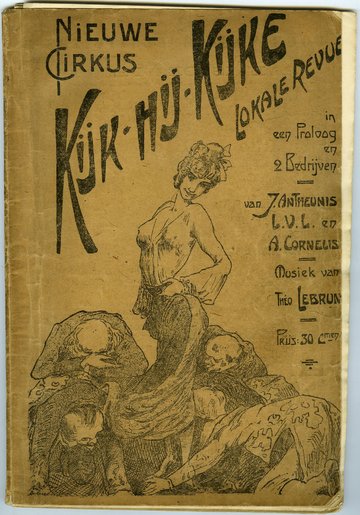 NIEUWE
CIRKUS
KIJK-HIJ-KIJKE
LOKALE REVUE
in
een Proloog
en
2 Bedrijven
van J. ANTHEUNIS
L.V.L. en
A. CORNELIS
MUSIEK van
THÉO LEBRUN
PRIJS: 30 cmen